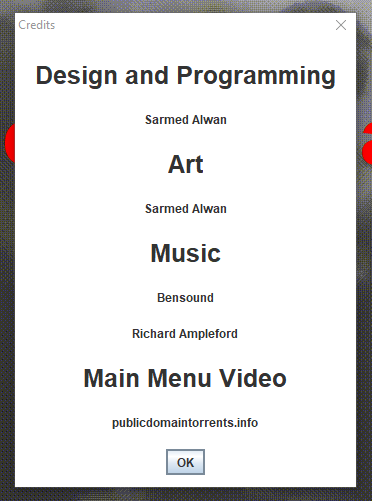 Credits
Design and Programming
Sarmed Alwan
Art
Sarmed Alwan
Music
Bensound
Richard Ampleford
Main Menu Video
publicdomaintorrents.info
OK